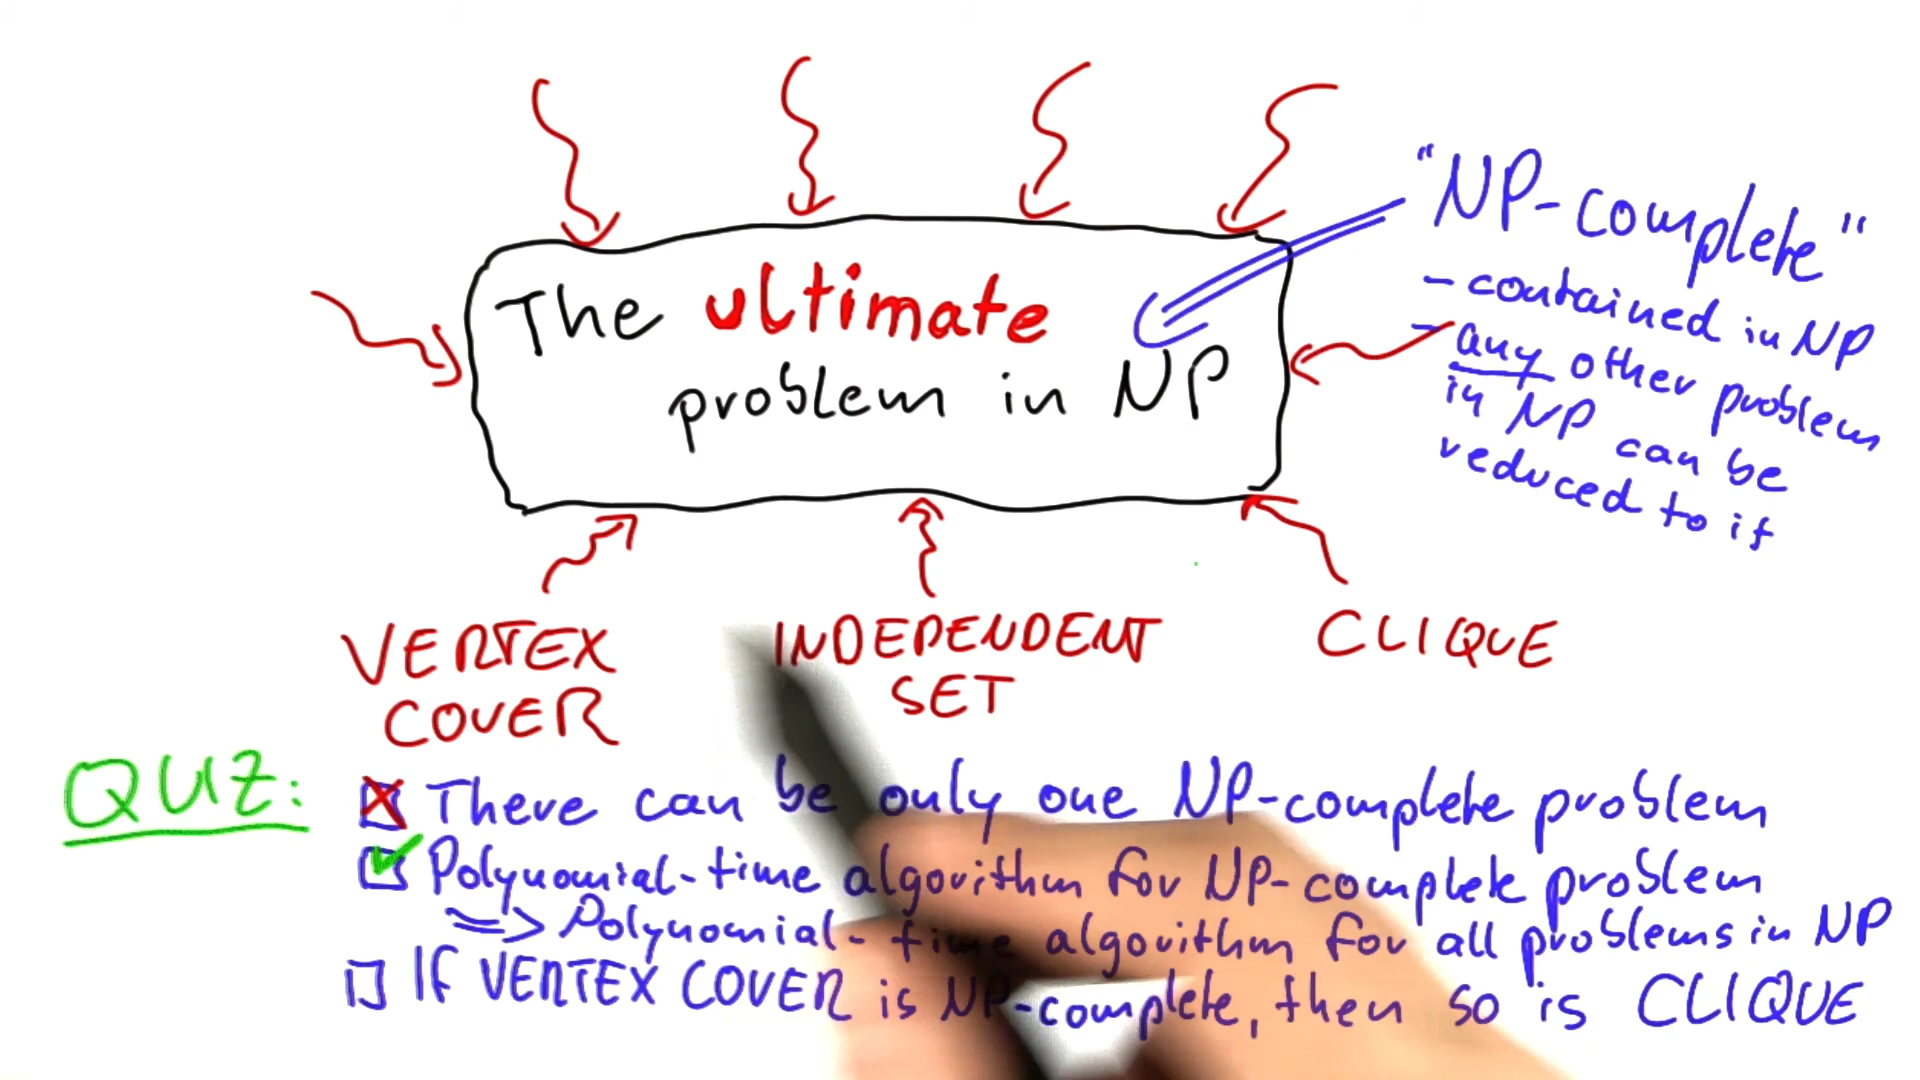 The ultimate
problem in NP
"NP-complete"
- contained in NP
- any other problem
in NP can be
reduced to it
VERTEX
COVER
INDEPENDENT
SET
CLIQUE
QUIZ:
There can be only one NP-complete problem
Polynomial-time algorithm for NP-complete problem
=> Polynomial-time algorithm for all problems in NP
If VERTEX COVER is NP-complete, then so is CLIQUE